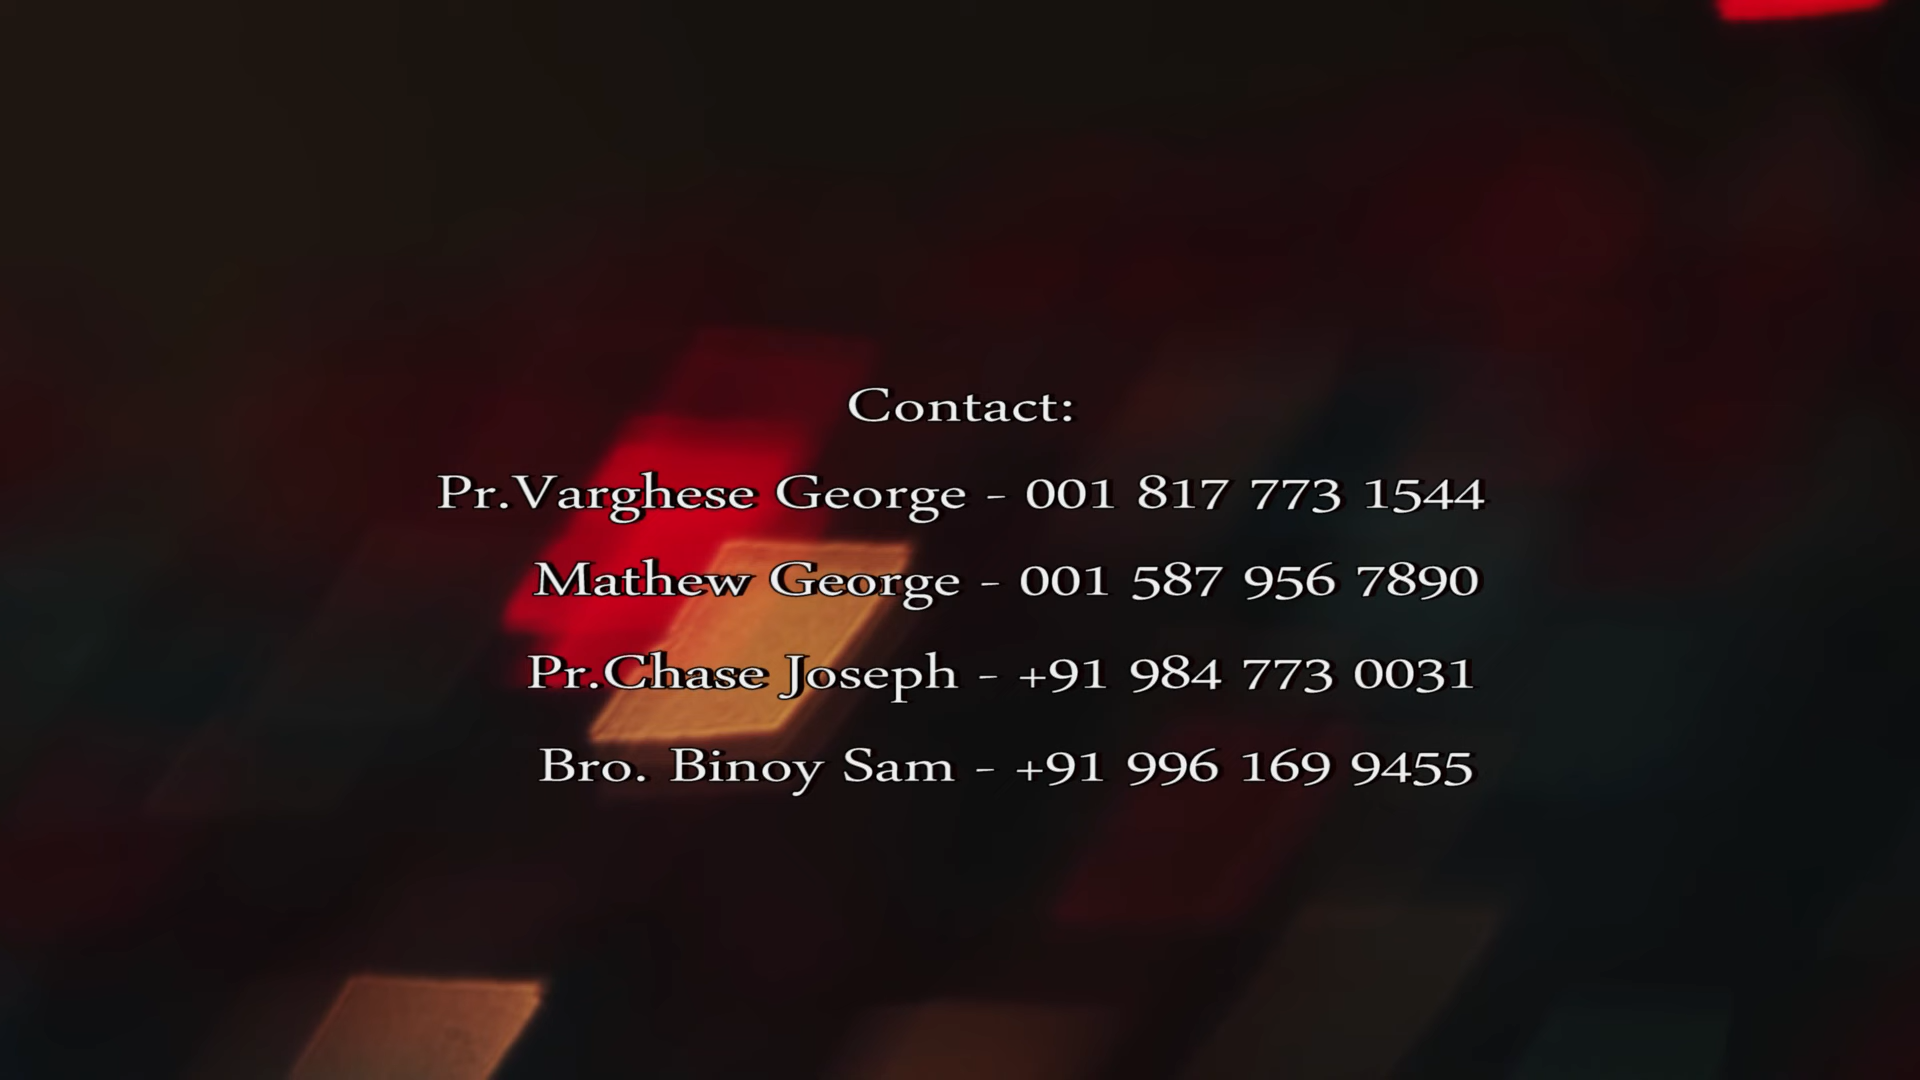 Contact:
Pr.Varghese George - 001 817 773 1544
Mathew George - 001 587 956 7890
Pr.Chase Joseph - +91 984 773 0031
Bro. Binoy Sam - +91 996 169 9455